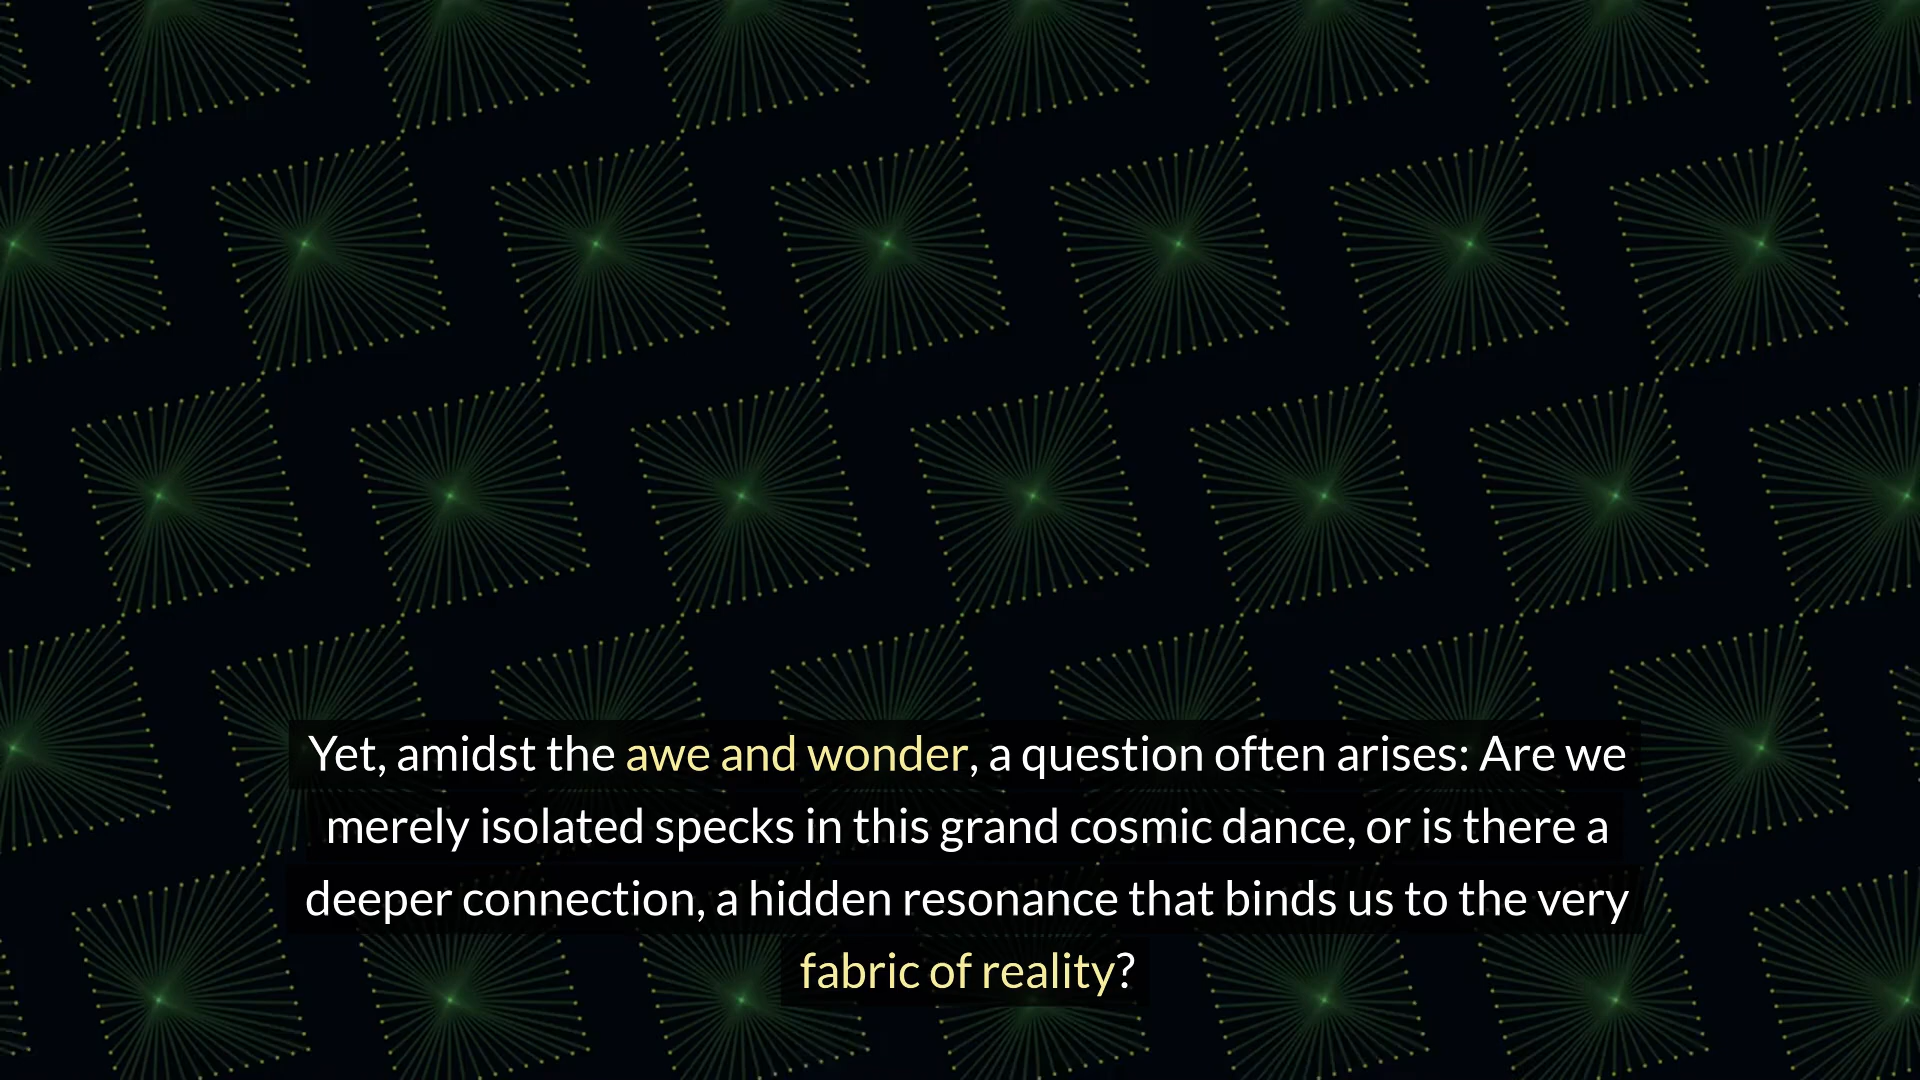 Yet, amidst the awe and wonder, a question often arises: Are we
merely isolated specks in this grand cosmic dance, or is there a
deeper connection, a hidden resonance that binds us to the very
fabric of reality?